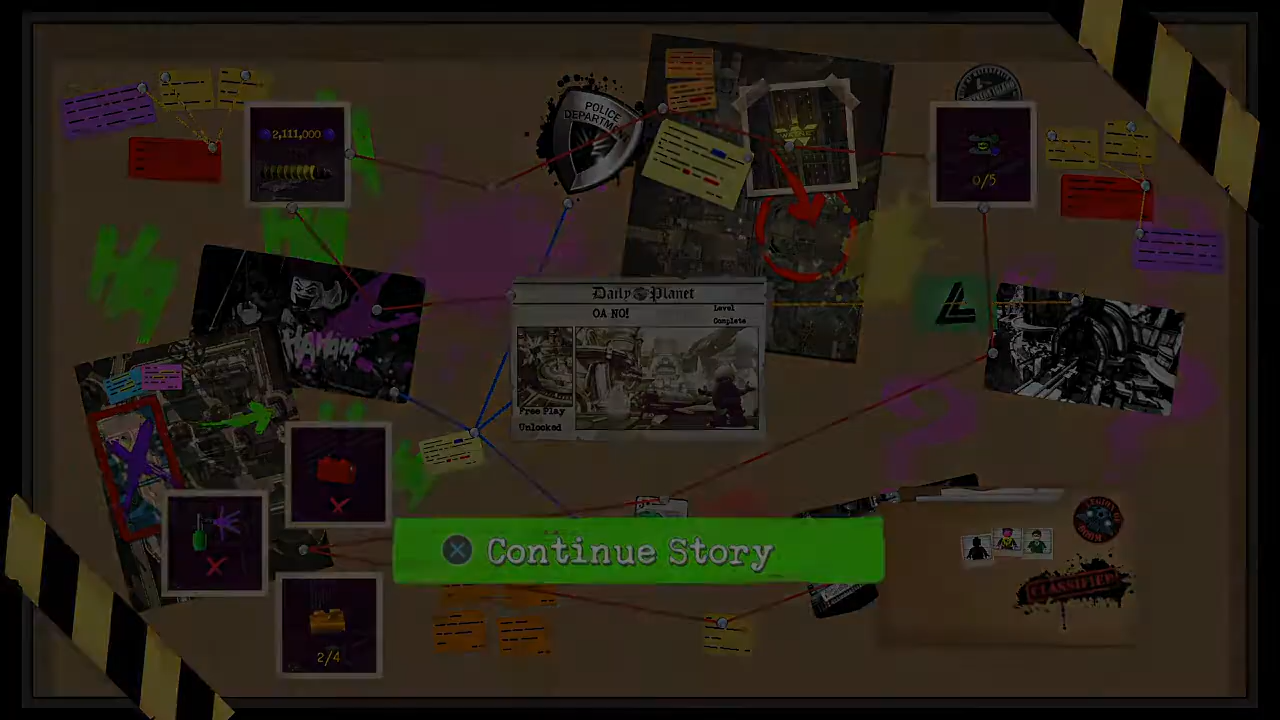 2,111,000
POLICE
DEPARTME
0/5
Daily Planet
OA NO!
Level
Complete
Free Play
Unlocked
HAHAHA
Continue Story
2/4
CLASSIFIED